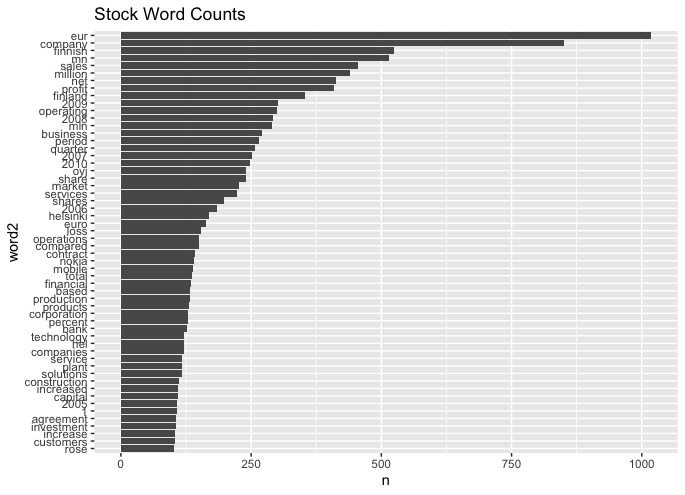 Stock Word Counts
eur
company
finnish
mn
sales
million
net
profit
finland
2009
operating
2008
mln
business
period
quarter
2007
2010
oyj
share
market
services
shares
2006
helsinki
euro
loss
operations
compared
contract
nokia
mobile
total
financial
based
production
products
corporation
percent
bank
technology
hel
companies
service
plant
solutions
construction
increased
capital
2005
agreement
investment
increase
customers
rose
word2
0 250 500 750 1000
n